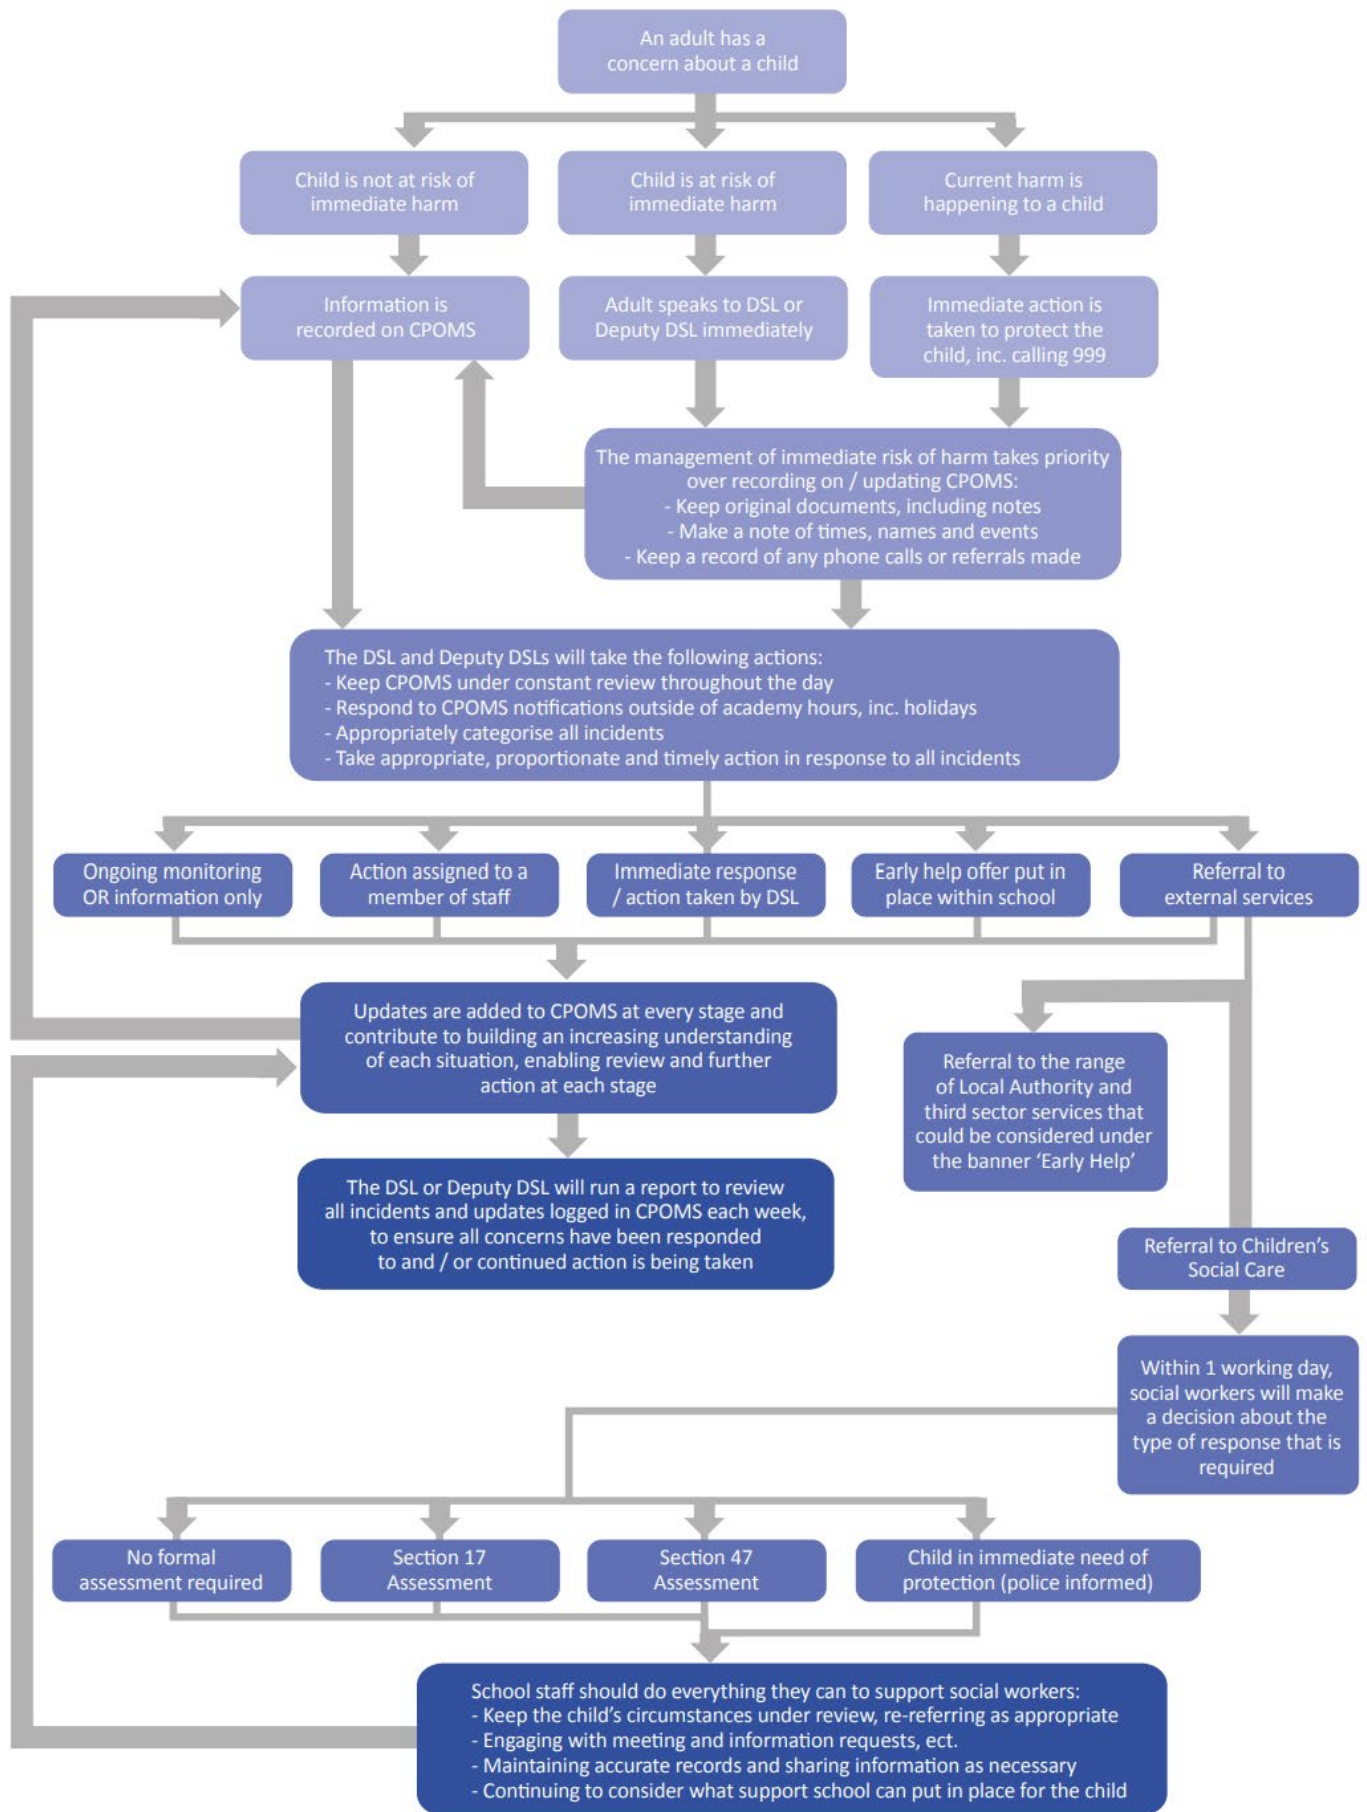 An adult has a
concern about a child
Child is not at risk of
immediate harm
Child is at risk of
immediate harm
Current harm is
happening to a child
Information is
recorded on CPOMS
Adult speaks to DSL or
Deputy DSL immediately
Immediate action is
taken to protect the
child, inc. calling 999
The management of immediate risk of harm takes priority
over recording on / updating CPOMS:
- Keep original documents, including notes
- Make a note of times, names and events
- Keep a record of any phone calls or referrals made
The DSL and Deputy DSLs will take the following actions:
- Keep CPOMS under constant review throughout the day
- Respond to CPOMS notifications outside of academy hours, inc. holidays
- Appropriately categorise all incidents
- Take appropriate, proportionate and timely action in response to all incidents
Ongoing monitoring
OR information only
Action assigned to a
member of staff
Immediate response
/ action taken by DSL
Early help offer put in
place within school
Referral to
external services
Updates are added to CPOMS at every stage and
contribute to building an increasing understanding
of each situation, enabling review and further
action at each stage
Referral to the range
of Local Authority and
third sector services that
could be considered under
the banner ‘Early Help’
The DSL or Deputy DSL will run a report to review
all incidents and updates logged in CPOMS each week,
to ensure all concerns have been responded
to and / or continued action is being taken
Referral to Children’s
Social Care
Within 1 working day,
social workers will make
a decision about the
type of response that is
required
No formal
assessment required
Section 17
Assessment
Section 47
Assessment
Child in immediate need of
protection (police informed)
School staff should do everything they can to support social workers:
- Keep the child’s circumstances under review, re-referring as appropriate
- Engaging with meeting and information requests, ect.
- Maintaining accurate records and sharing information as necessary
- Continuing to consider what support school can put in place for the child